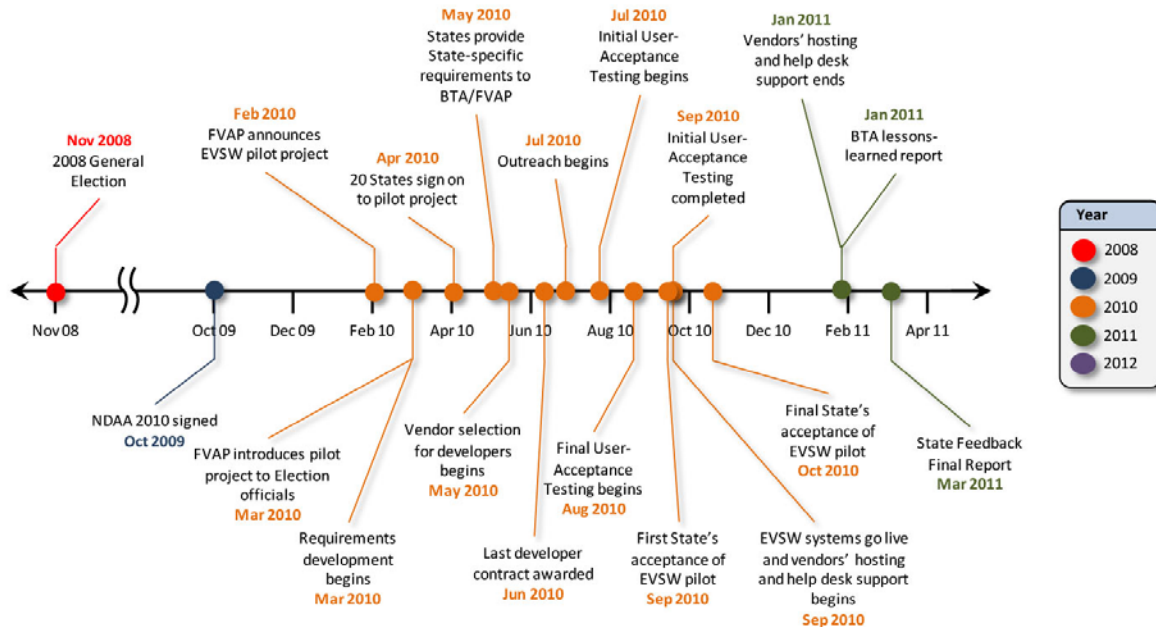 May 2010
States provide
State-specific
requirements to
BTA/FVAP
Jul 2010
Initial User-
Acceptance
Testing begins
Jan 2011
Vendors' hosting
and help desk
support ends
Feb 2010
FVAP announces
EVSW pilot project
Sep 2010
Initial User-
Acceptance
Testing
completed
Jan 2011
BTA lessons-
learned report
Nov 2008
2008 General
Election
Apr 2010
20 States sign on
to pilot project
Jul 2010
Outreach begins
Year
2008
2009
2010
2011
2012
Nov 08
Oct 09
Dec 09
Feb 10
Apr 10
Jun 10
Aug 10
Oct 10
Dec 10
Feb 11
Apr 11
NDAA 2010 signed
Oct 2009
FVAP introduces pilot
project to Election
officials
Mar 2010
Vendor selection
for developers
begins
May 2010
Final User-
Acceptance
Testing begins
Aug 2010
Final State's
acceptance of
EVSW pilot
Oct 2010
State Feedback
Final Report
Mar 2011
Requirements
development
begins
Mar 2010
Last developer
contract awarded
Jun 2010
First State's
acceptance of
EVSW pilot
Sep 2010
EVSW systems go live
and vendors' hosting
and help desk support
begins
Sep 2010